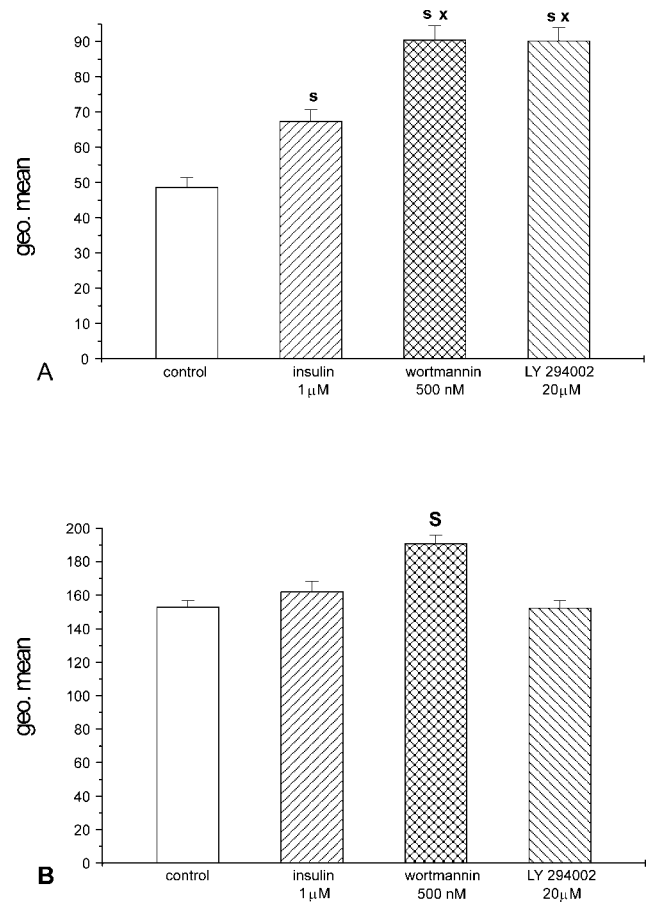 s x
s x
s
90
80
70
60
50
40
30
20
10
0
geo. mean
control
insulin
1 μM
wortmannin
500 nM
LY 294002
20μM
A
S
200
180
160
140
120
100
80
60
40
20
0
geo. mean
control
insulin
1 μM
wortmannin
500 nM
LY 294002
20μM
B